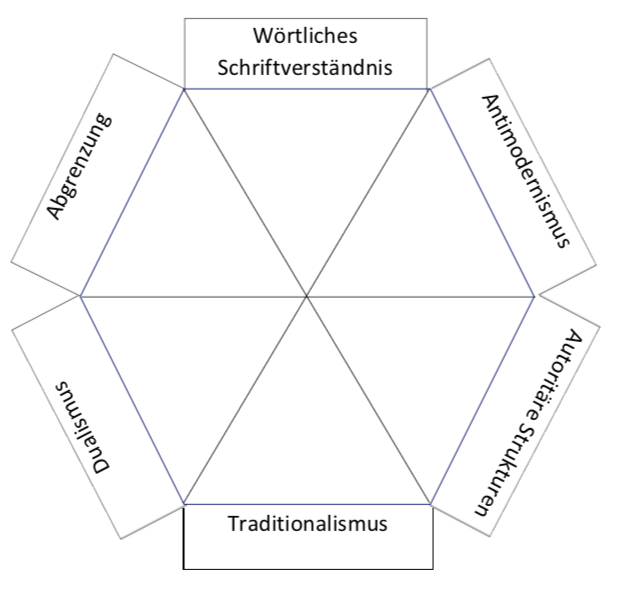 Wörtliches
Schriftverständnis
Antimodernismus
Autoritäre Strukturen
Traditionalismus
Dualismus
Abgrenzung